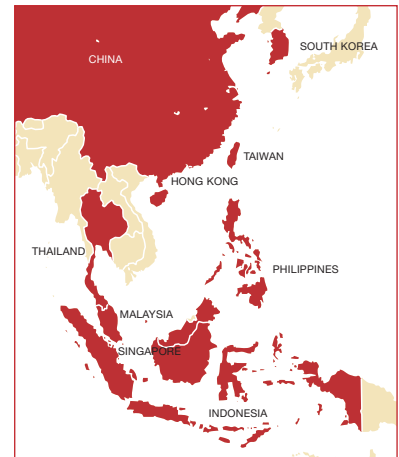 SOUTH KOREA
CHINA
TAIWAN
HONG KONG
THAILAND
PHILIPPINES
MALAYSIA
SINGAPORE
INDONESIA